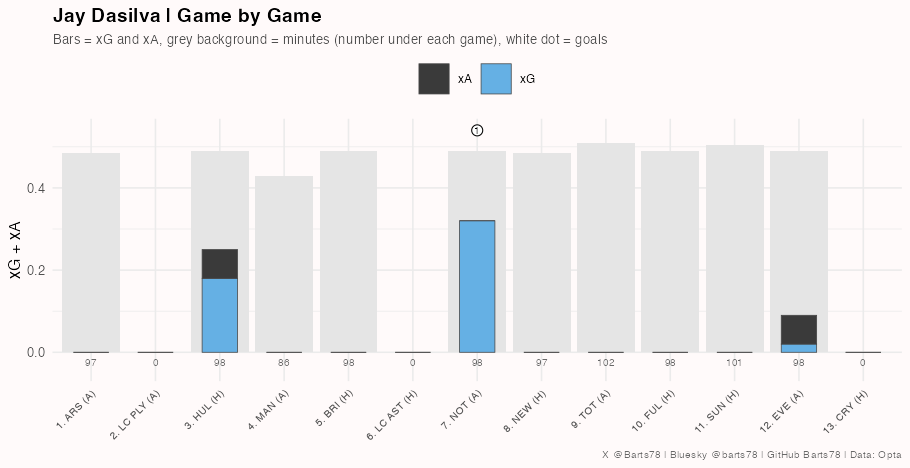 Jay Dasilva | Game by Game
Bars = xG and xA, grey background = minutes (number under each game), white dot = goals
xA xG
1
0.4
0.2
0.0
xG + xA
97 0 98 86 98 0 98 97 102 98 101 98 0
1. ARS (A)
2. LC PLY (A)
3. HUL (H)
4. MAN (A)
5. BRI (H)
6. LC AST (H)
7. NOT (A)
8. NEW (H)
9. TOT (A)
10. FUL (H)
11. SUN (H)
12. EVE (A)
13. CRY (H)
X @Barts78 | Bluesky @barts78 | GitHub Barts78 | Data: Opta